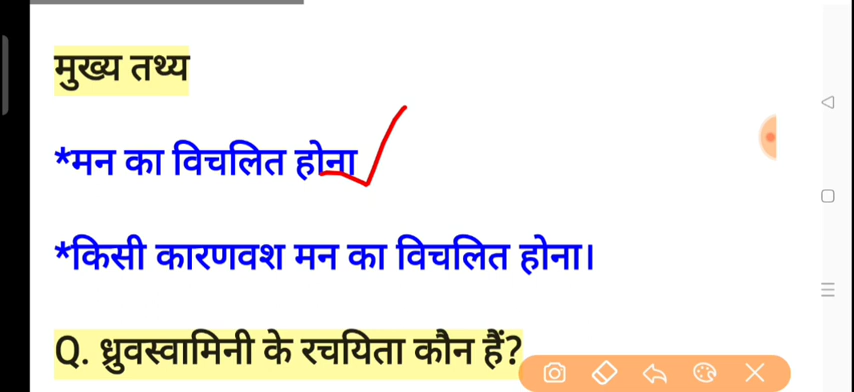 मुख्य तथ्य
*मन का विचलित होना
*किसी कारणवश मन का विचलित होना।
Q. ध्रुवस्वामिनी के रचयिता कौन हैं?